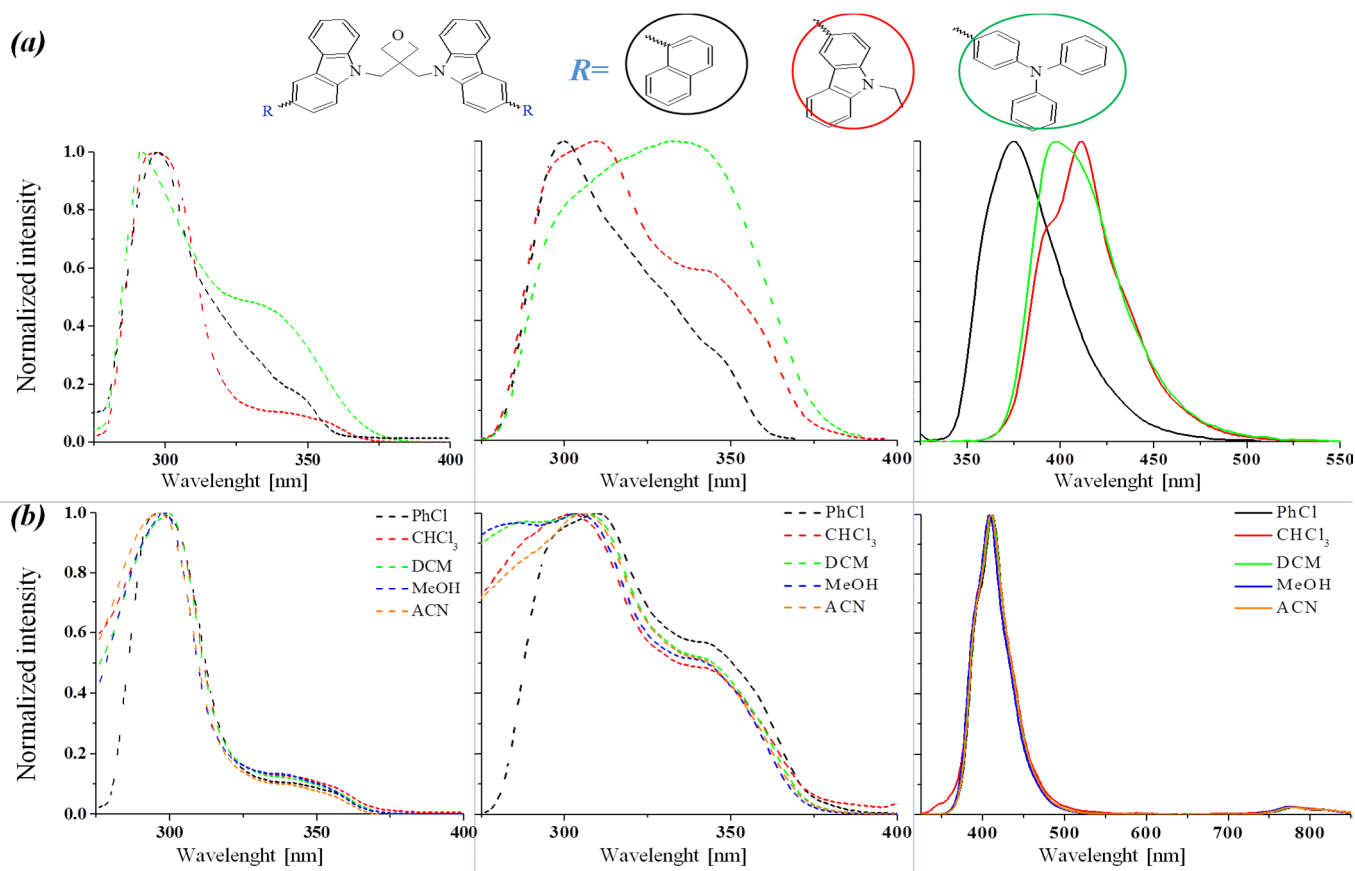 (a)
O
N
N
R
R
R=
N
N
Normalized intensity
1.0
0.8
0.6
0.4
0.2
0.0
300
350
400
Wavelenght [nm]
300
350
400
Wavelenght [nm]
350
400
450
500
550
Wavelenght [nm]
(b)
Normalized intensity
1.0
0.8
0.6
0.4
0.2
0.0
PhCl
CHCl3
DCM
MeOH
ACN
300
350
400
Wavelenght [nm]
PhCl
CHCl3
DCM
MeOH
ACN
300
350
400
Wavelenght [nm]
PhCl
CHCl3
DCM
MeOH
ACN
400
500
600
700
800
Wavelenght [nm]